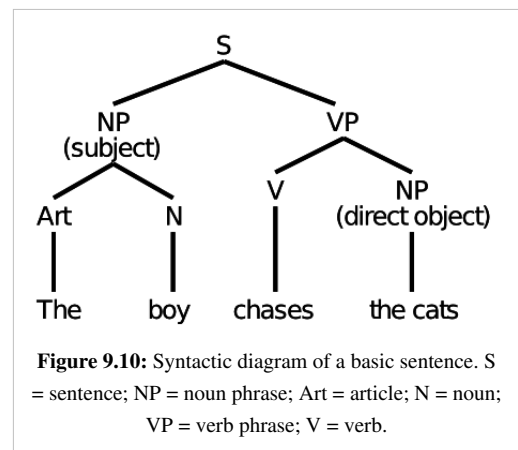 S
NP VP
(subject)
V NP
Art N (direct object)
The boy chases the cats
Figure 9.10: Syntactic diagram of a basic sentence. S
= sentence; NP = noun phrase; Art = article; N = noun;
VP = verb phrase; V = verb.